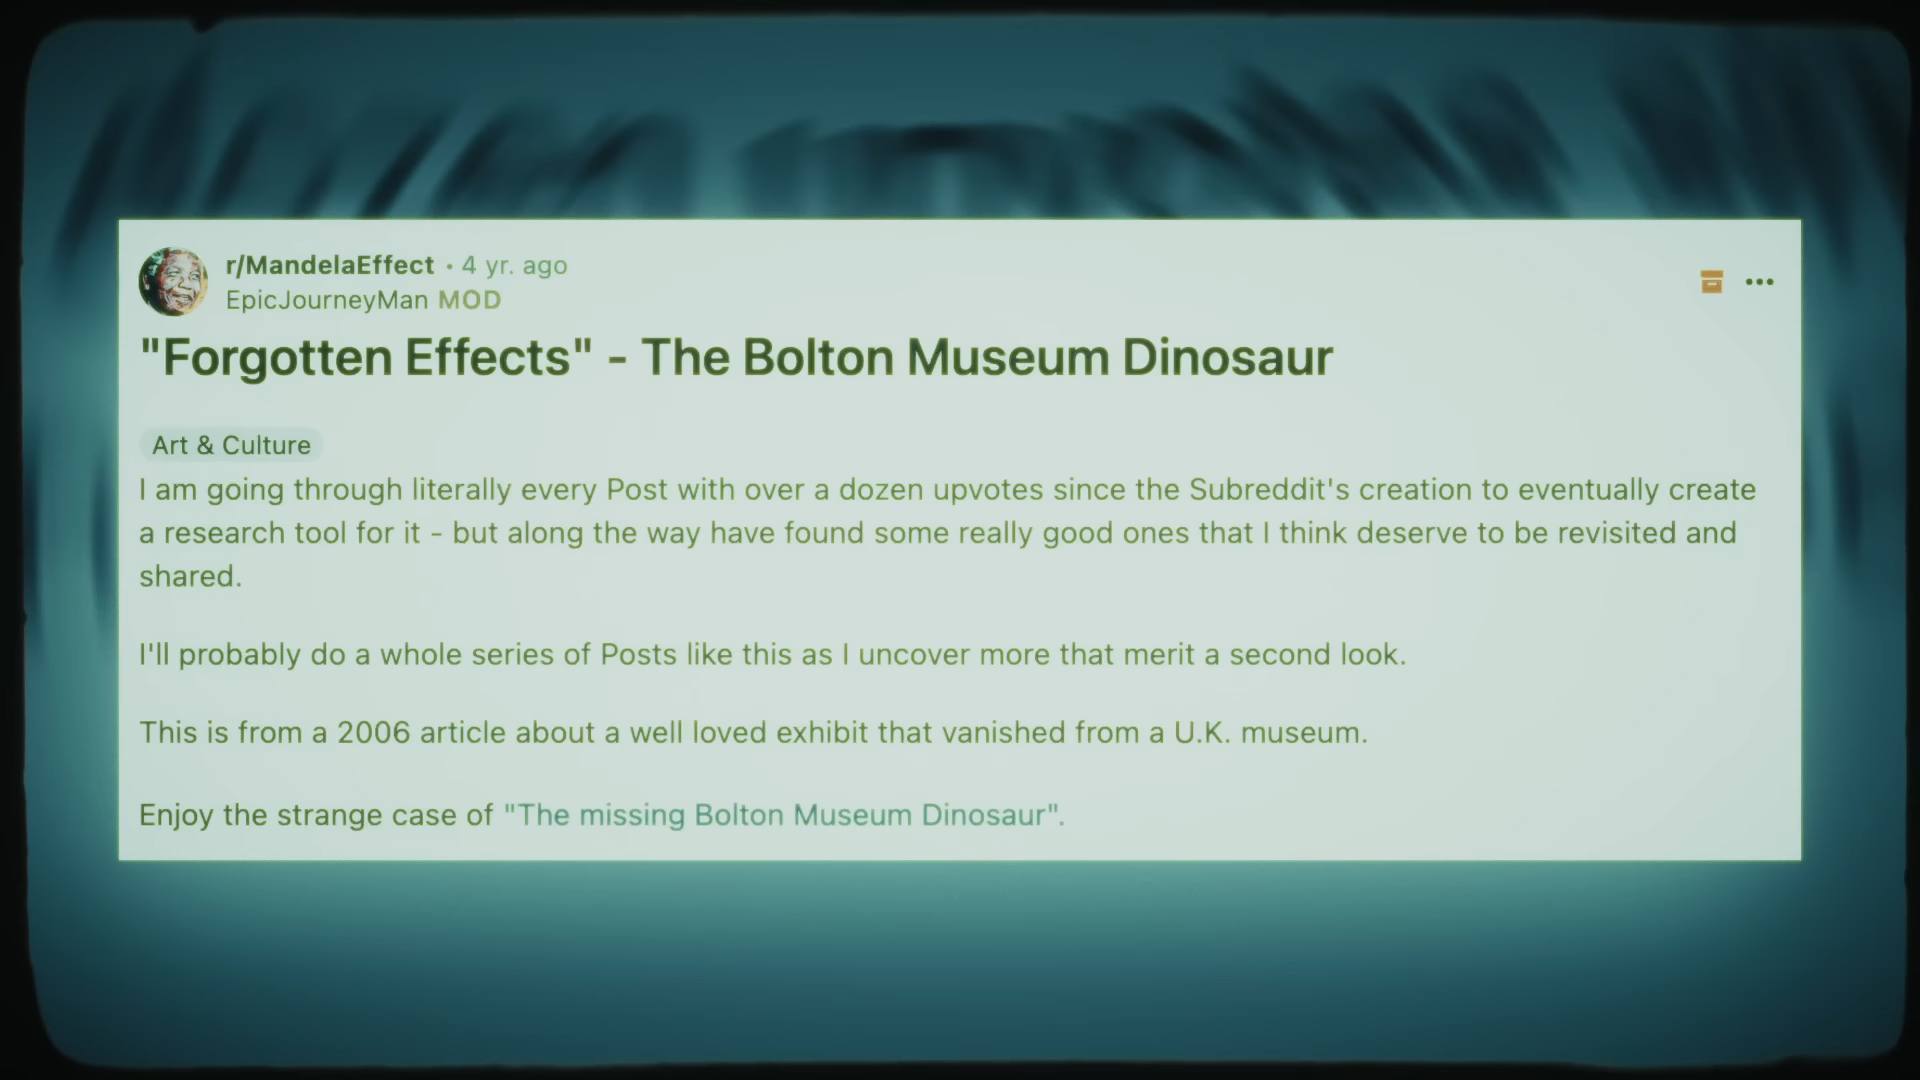 r/MandelaEffect • 4 yr. ago
EpicJourneyMan MOD
"Forgotten Effects" - The Bolton Museum Dinosaur
Art & Culture
I am going through literally every Post with over a dozen upvotes since the Subreddit's creation to eventually create
a research tool for it - but along the way have found some really good ones that I think deserve to be revisited and
shared.
I'll probably do a whole series of Posts like this as I uncover more that merit a second look.
This is from a 2006 article about a well loved exhibit that vanished from a U.K. museum.
Enjoy the strange case of "The missing Bolton Museum Dinosaur".